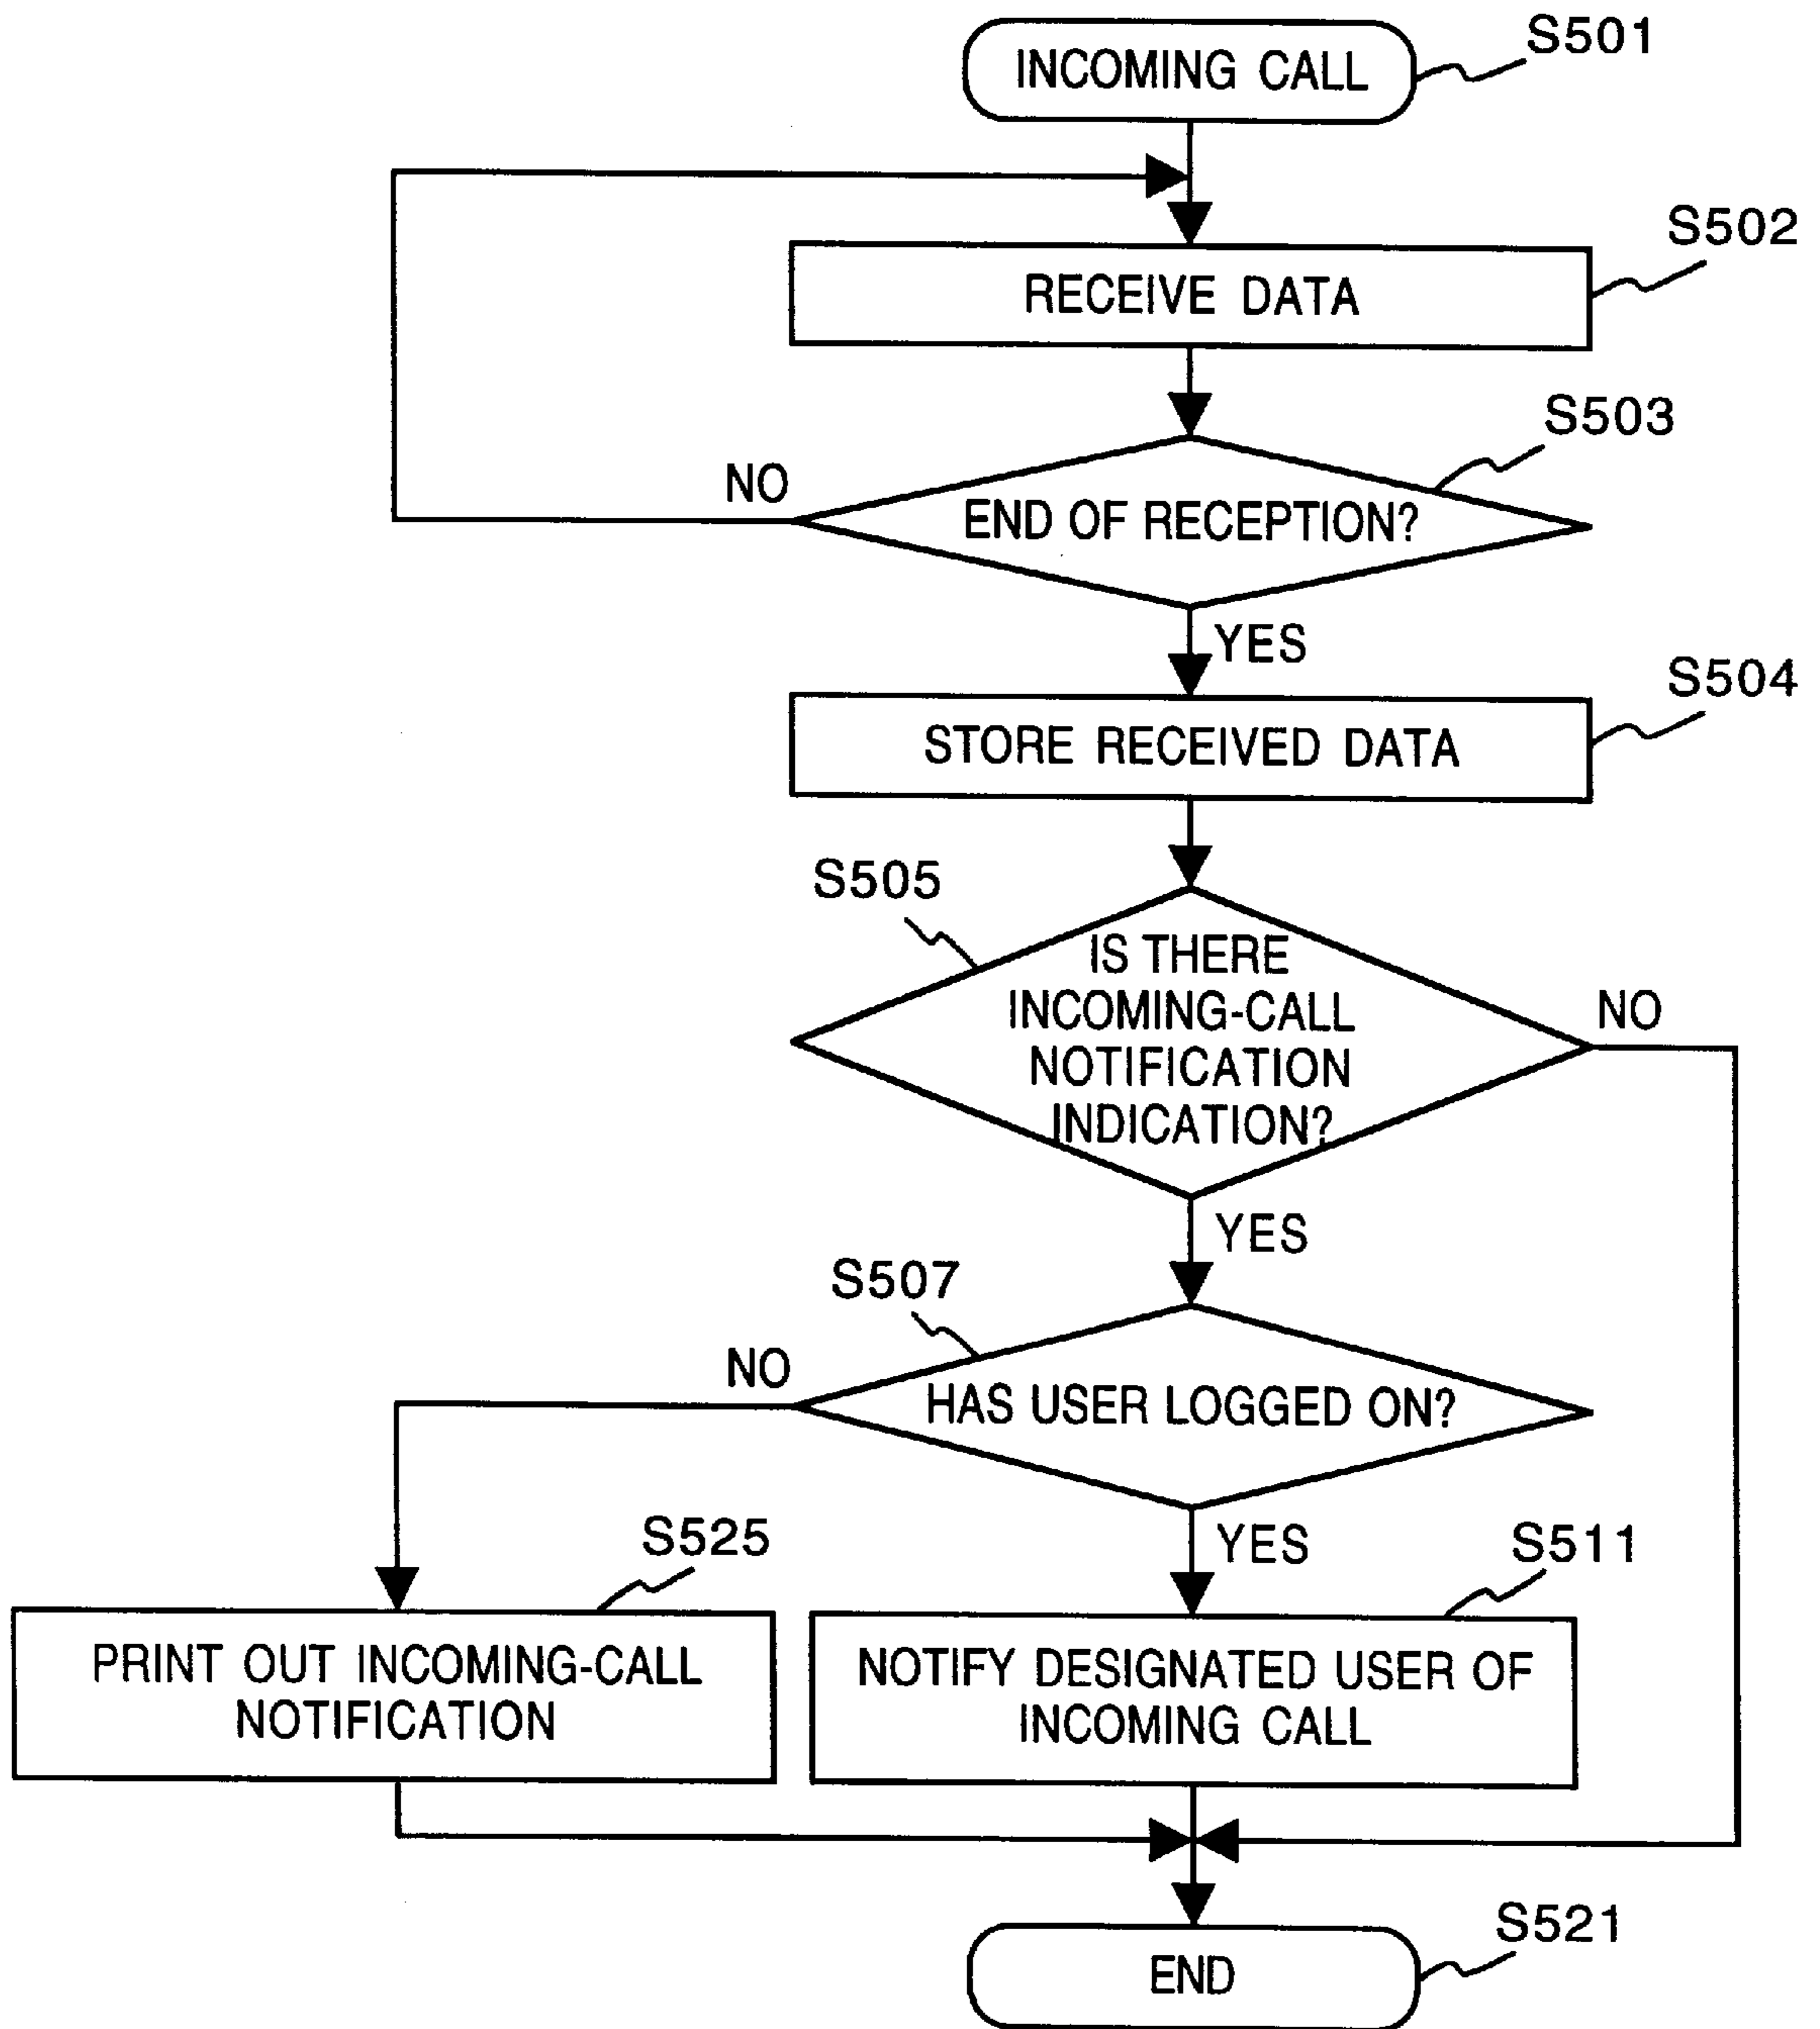 INCOMING CALL
S501
S502
RECEIVE DATA
S503
NO
END OF RECEPTION?
YES
S504
STORE RECEIVED DATA
S505
IS THERE
INCOMING-CALL
NOTIFICATION
INDICATION?
NO
YES
S507
NO
HAS USER LOGGED ON?
YES
S525
S511
PRINT OUT INCOMING-CALL
NOTIFICATION
NOTIFY DESIGNATED USER OF
INCOMING CALL
S521
END